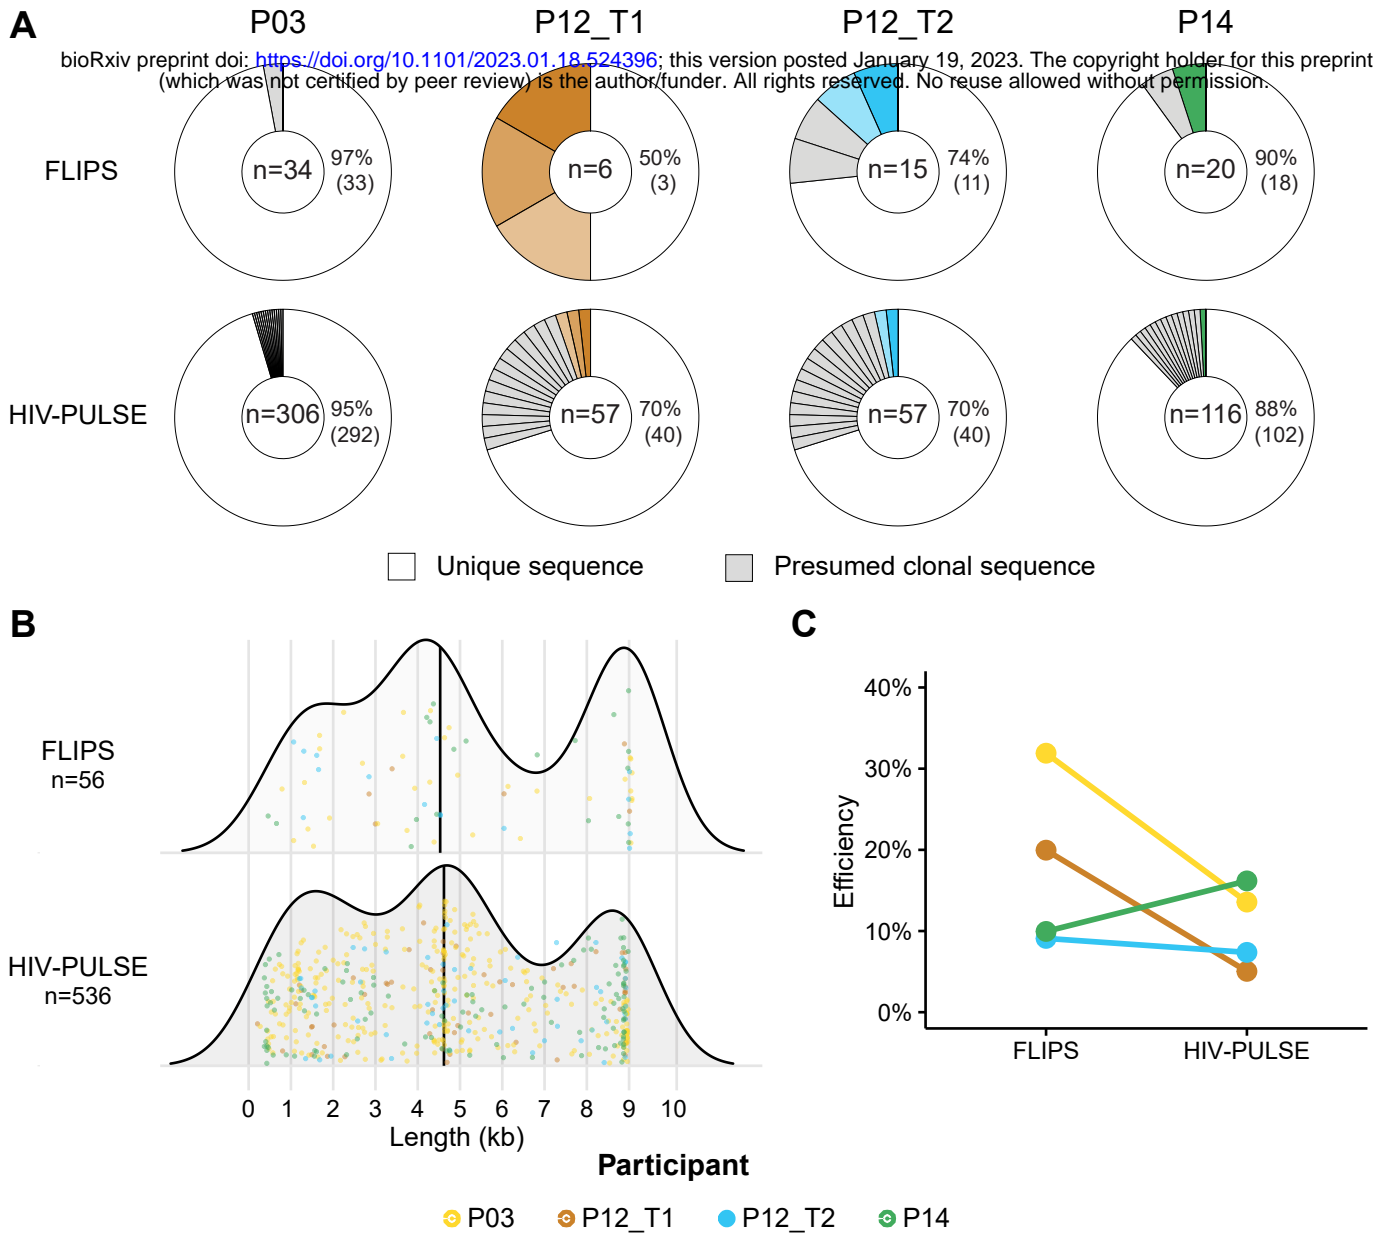 A
P03 P12_T1 P12_T2 P14
bioRxiv preprint doi: https://doi.org/10.1101/2023.01.18.524396; this version posted January 19, 2023. The copyright holder for this preprint
(which was not certified by peer review) is the author/funder. All rights reserved. No reuse allowed without permission.
FLIPS
n=34 97% (33)
n=6 50% (3)
n=15 74% (11)
n=20 90% (18)
HIV-PULSE
n=306 95% (292)
n=57 70% (40)
n=57 70% (40)
n=116 88% (102)
Unique sequence Presumed clonal sequence
B
FLIPS
n=56
HIV-PULSE
n=536
0 1 2 3 4 5 6 7 8 9 10
Length (kb)
C
Efficiency
40%
30%
20%
10%
0%
FLIPS HIV-PULSE
Participant
P03 P12_T1 P12_T2 P14